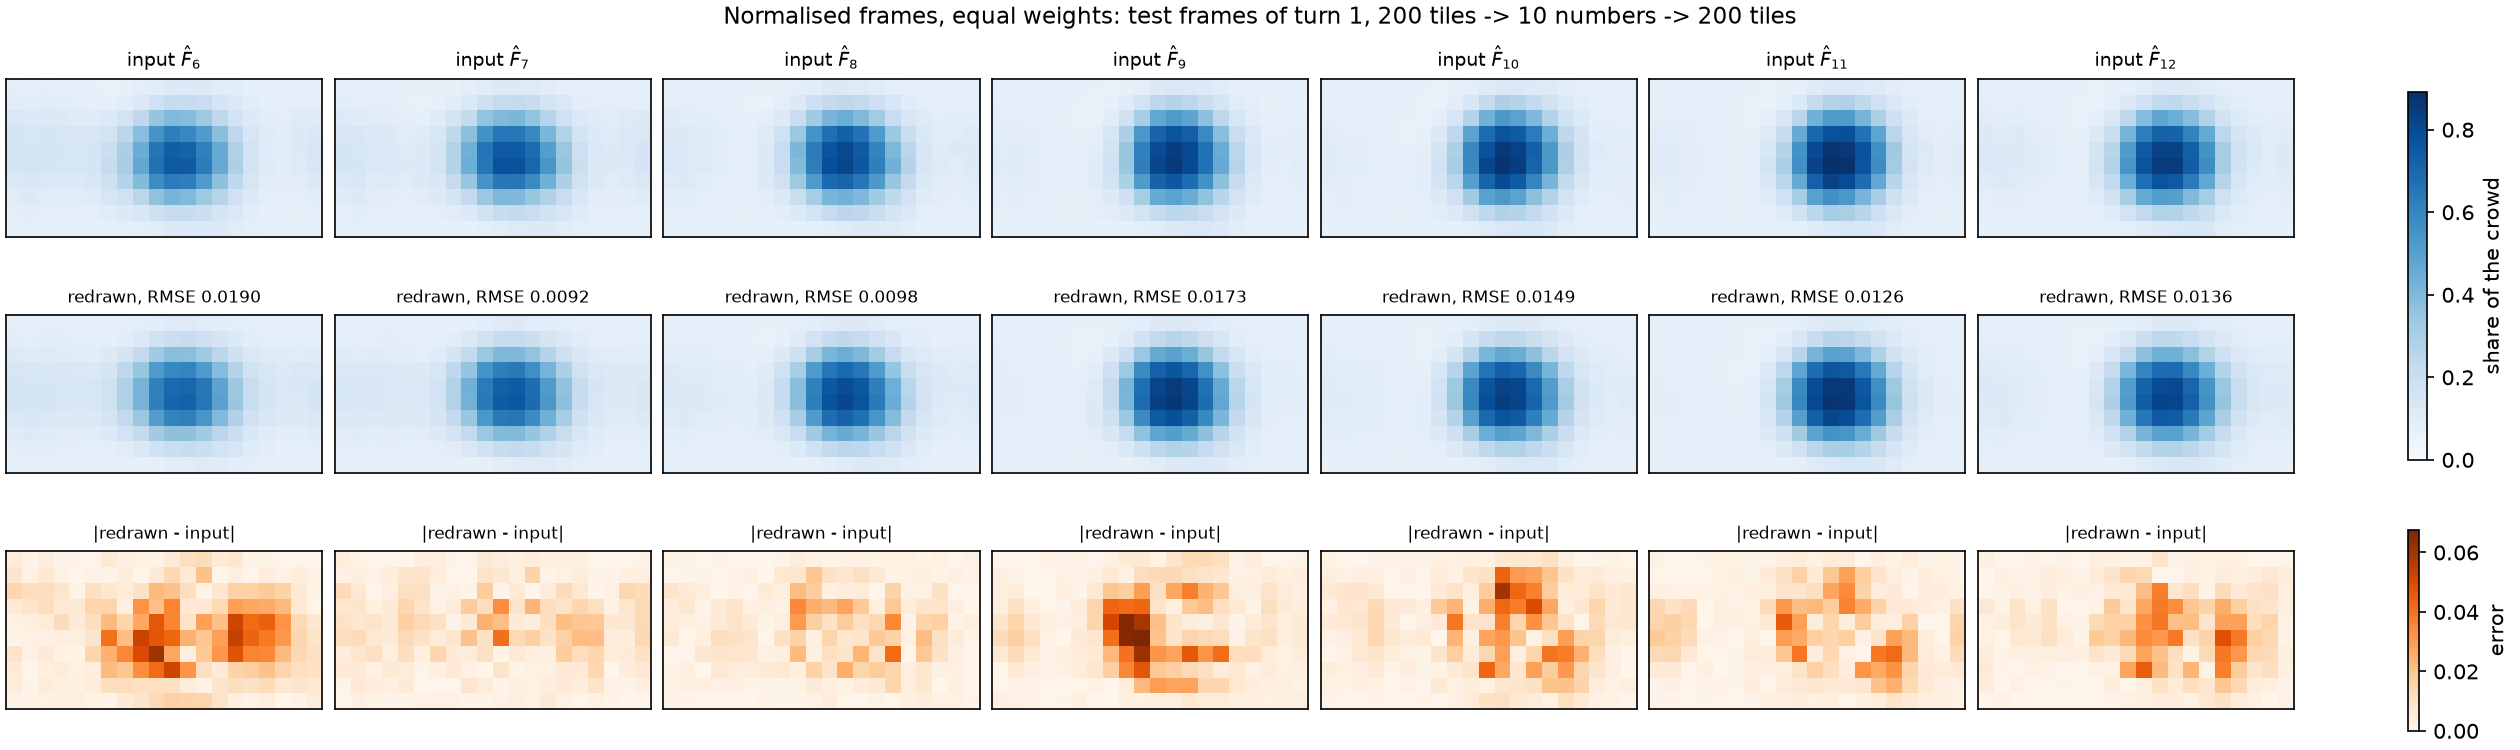 Normalised frames, equal weights: test frames of turn 1, 200 tiles -> 10 numbers -> 200 tiles
input F̂₆
input F̂₇
input F̂₈
input F̂₉
input F̂₁₀
input F̂₁₁
input F̂₁₂
redrawn, RMSE 0.0190
redrawn, RMSE 0.0092
redrawn, RMSE 0.0098
redrawn, RMSE 0.0173
redrawn, RMSE 0.0149
redrawn, RMSE 0.0126
redrawn, RMSE 0.0136
|redrawn - input|
|redrawn - input|
|redrawn - input|
|redrawn - input|
|redrawn - input|
|redrawn - input|
|redrawn - input|
0.8
0.6
0.4
0.2
0.0
share of the crowd
0.06
0.04
0.02
0.00
error